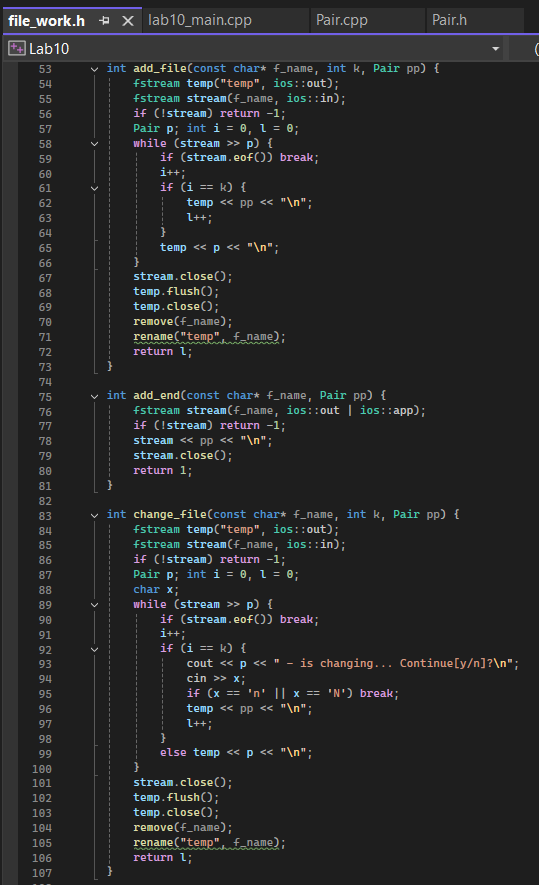 file_work.h lab10_main.cpp Pair.cpp Pair.h
Lab10
53 int add_file(const char* f_name, int k, Pair pp) {
54 fstream temp("temp", ios::out);
55 fstream stream(f_name, ios::in);
56 if (!stream) return -1;
57 Pair p; int i = 0, l = 0;
58 while (stream >> p) {
59 if (stream.eof()) break;
60 i++;
61 if (i == k) {
62 temp << pp << "\n";
63 l++;
64 }
65 temp << p << "\n";
66 }
67 stream.close();
68 temp.flush();
69 temp.close();
70 remove(f_name);
71 rename("temp", f_name);
72 return l;
73 }
74
75 int add_end(const char* f_name, Pair pp) {
76 fstream stream(f_name, ios::out | ios::app);
77 if (!stream) return -1;
78 stream << pp << "\n";
79 stream.close();
80 return 1;
81 }
82
83 int change_file(const char* f_name, int k, Pair pp) {
84 fstream temp("temp", ios::out);
85 fstream stream(f_name, ios::in);
86 if (!stream) return -1;
87 Pair p; int i = 0, l = 0;
88 char x;
89 while (stream >> p) {
90 if (stream.eof()) break;
91 i++;
92 if (i == k) {
93 cout << p << " - is changing... Continue[y/n]?\n";
94 cin >> x;
95 if (x == 'n' || x == 'N') break;
96 temp << pp << "\n";
97 l++;
98 }
99 else temp << p << "\n";
100 }
101 stream.close();
102 temp.flush();
103 temp.close();
104 remove(f_name);
105 rename("temp", f_name);
106 return l;
107 }